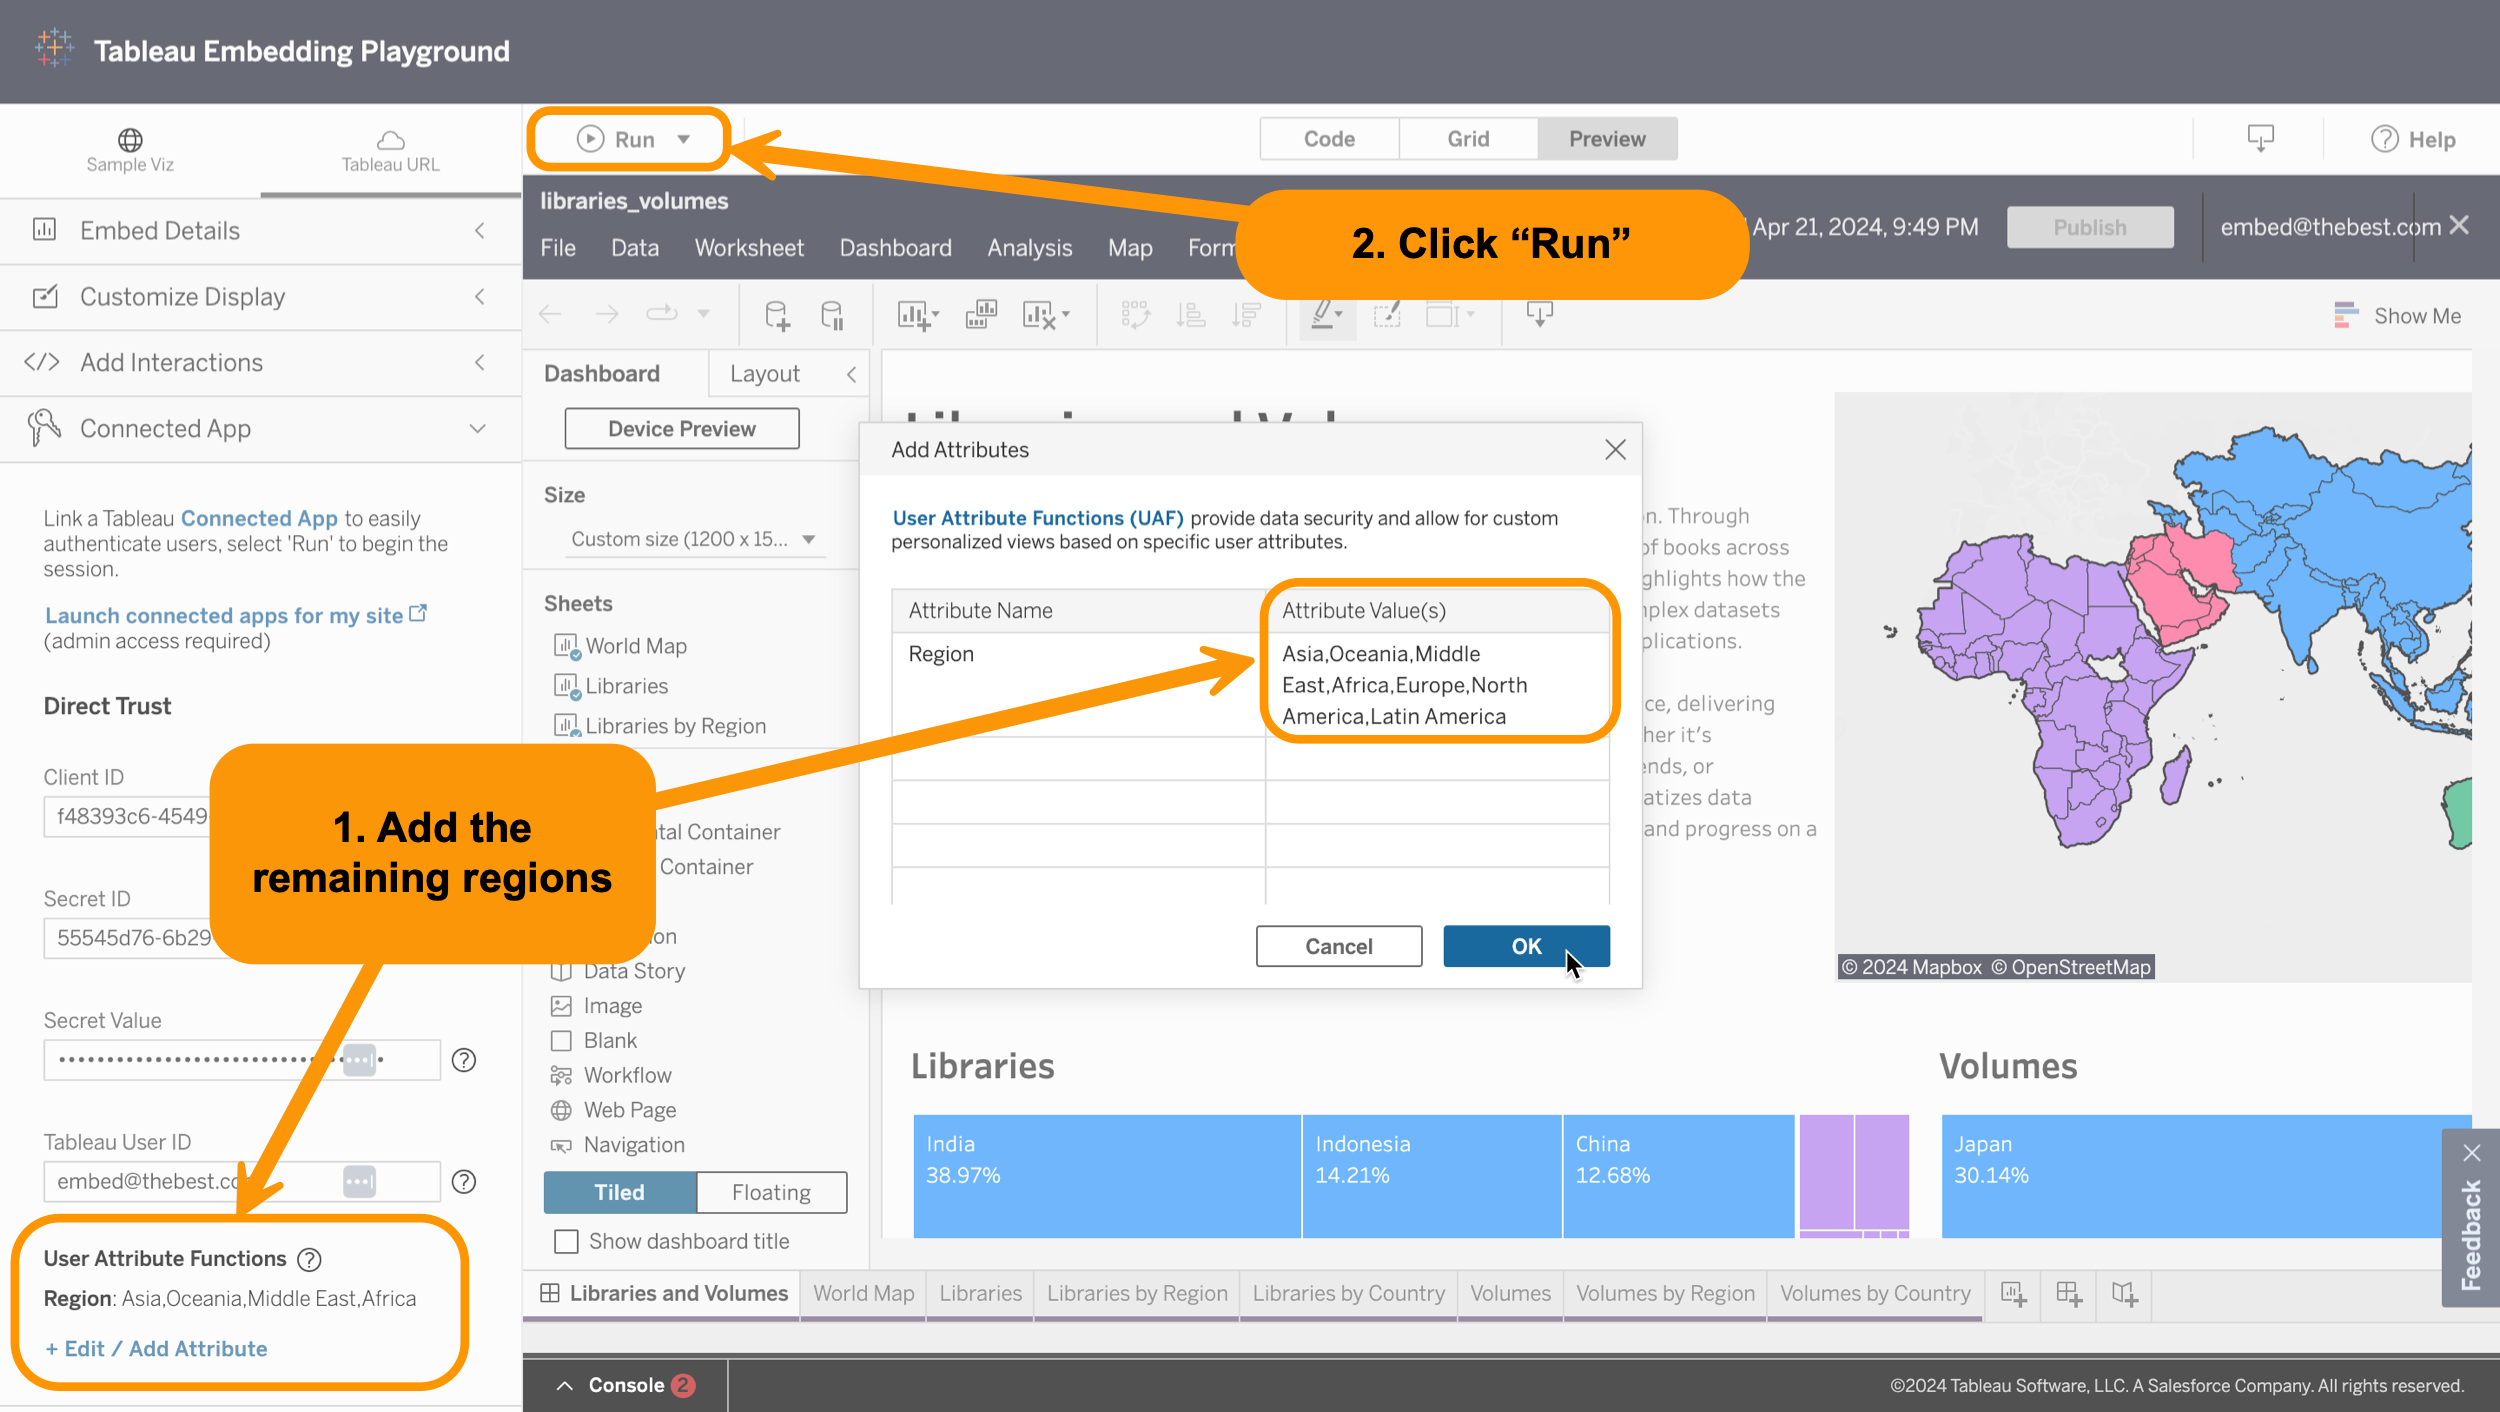 Tableau Embedding Playground
Sample Viz
Tableau URL
Run
Code
Grid
Preview
Help
Embed Details
Customize Display
Add Interactions
Connected App
Link a Tableau Connected App to easily
authenticate users, select 'Run' to begin the
session.
Launch connected apps for my site
(admin access required)
Direct Trust
Client ID
f48393c6-4549
Secret ID
55545d76-6b29
Secret Value
Tableau User ID
embed@thebest.co
User Attribute Functions
Region: Asia,Oceania,Middle East,Africa
+ Edit / Add Attribute
1. Add the
remaining regions
2. Click “Run”
libraries_volumes
File
Data
Worksheet
Dashboard
Analysis
Map
Form
Apr 21, 2024, 9:49 PM
Publish
embed@thebest.com
Show Me
Dashboard
Layout
Device Preview
Size
Custom size (1200 x 15...
Sheets
World Map
Libraries
Libraries by Region
Container
Container
Data Story
Image
Blank
Workflow
Web Page
Navigation
Tiled
Floating
Show dashboard title
Add Attributes
User Attribute Functions (UAF) provide data security and allow for custom
personalized views based on specific user attributes.
Attribute Name
Attribute Value(s)
Region
Asia,Oceania,Middle
East,Africa,Europe,North
America,Latin America
Cancel
OK
n. Through
of books across
ghlights how the
nplex datasets
plications.
ce, delivering
her it’s
ends, or
atizes data
and progress on a
© 2024 Mapbox © OpenStreetMap
Libraries
India
38.97%
Indonesia
14.21%
China
12.68%
Volumes
Japan
30.14%
Feedback
Libraries and Volumes
World Map
Libraries
Libraries by Region
Libraries by Country
Volumes
Volumes by Region
Volumes by Country
Console 2
©2024 Tableau Software, LLC. A Salesforce Company. All rights reserved.